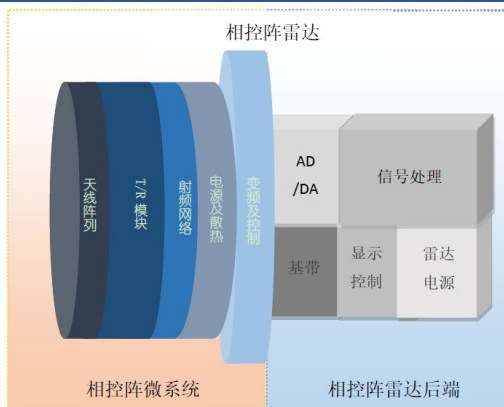 相控阵雷达
天线阵列
T/R 模块
射频网络
电源及散热
变频及控制
AD
/DA
信号处理
基带
显示
控制
雷达
电源
相控阵微系统
相控阵雷达后端